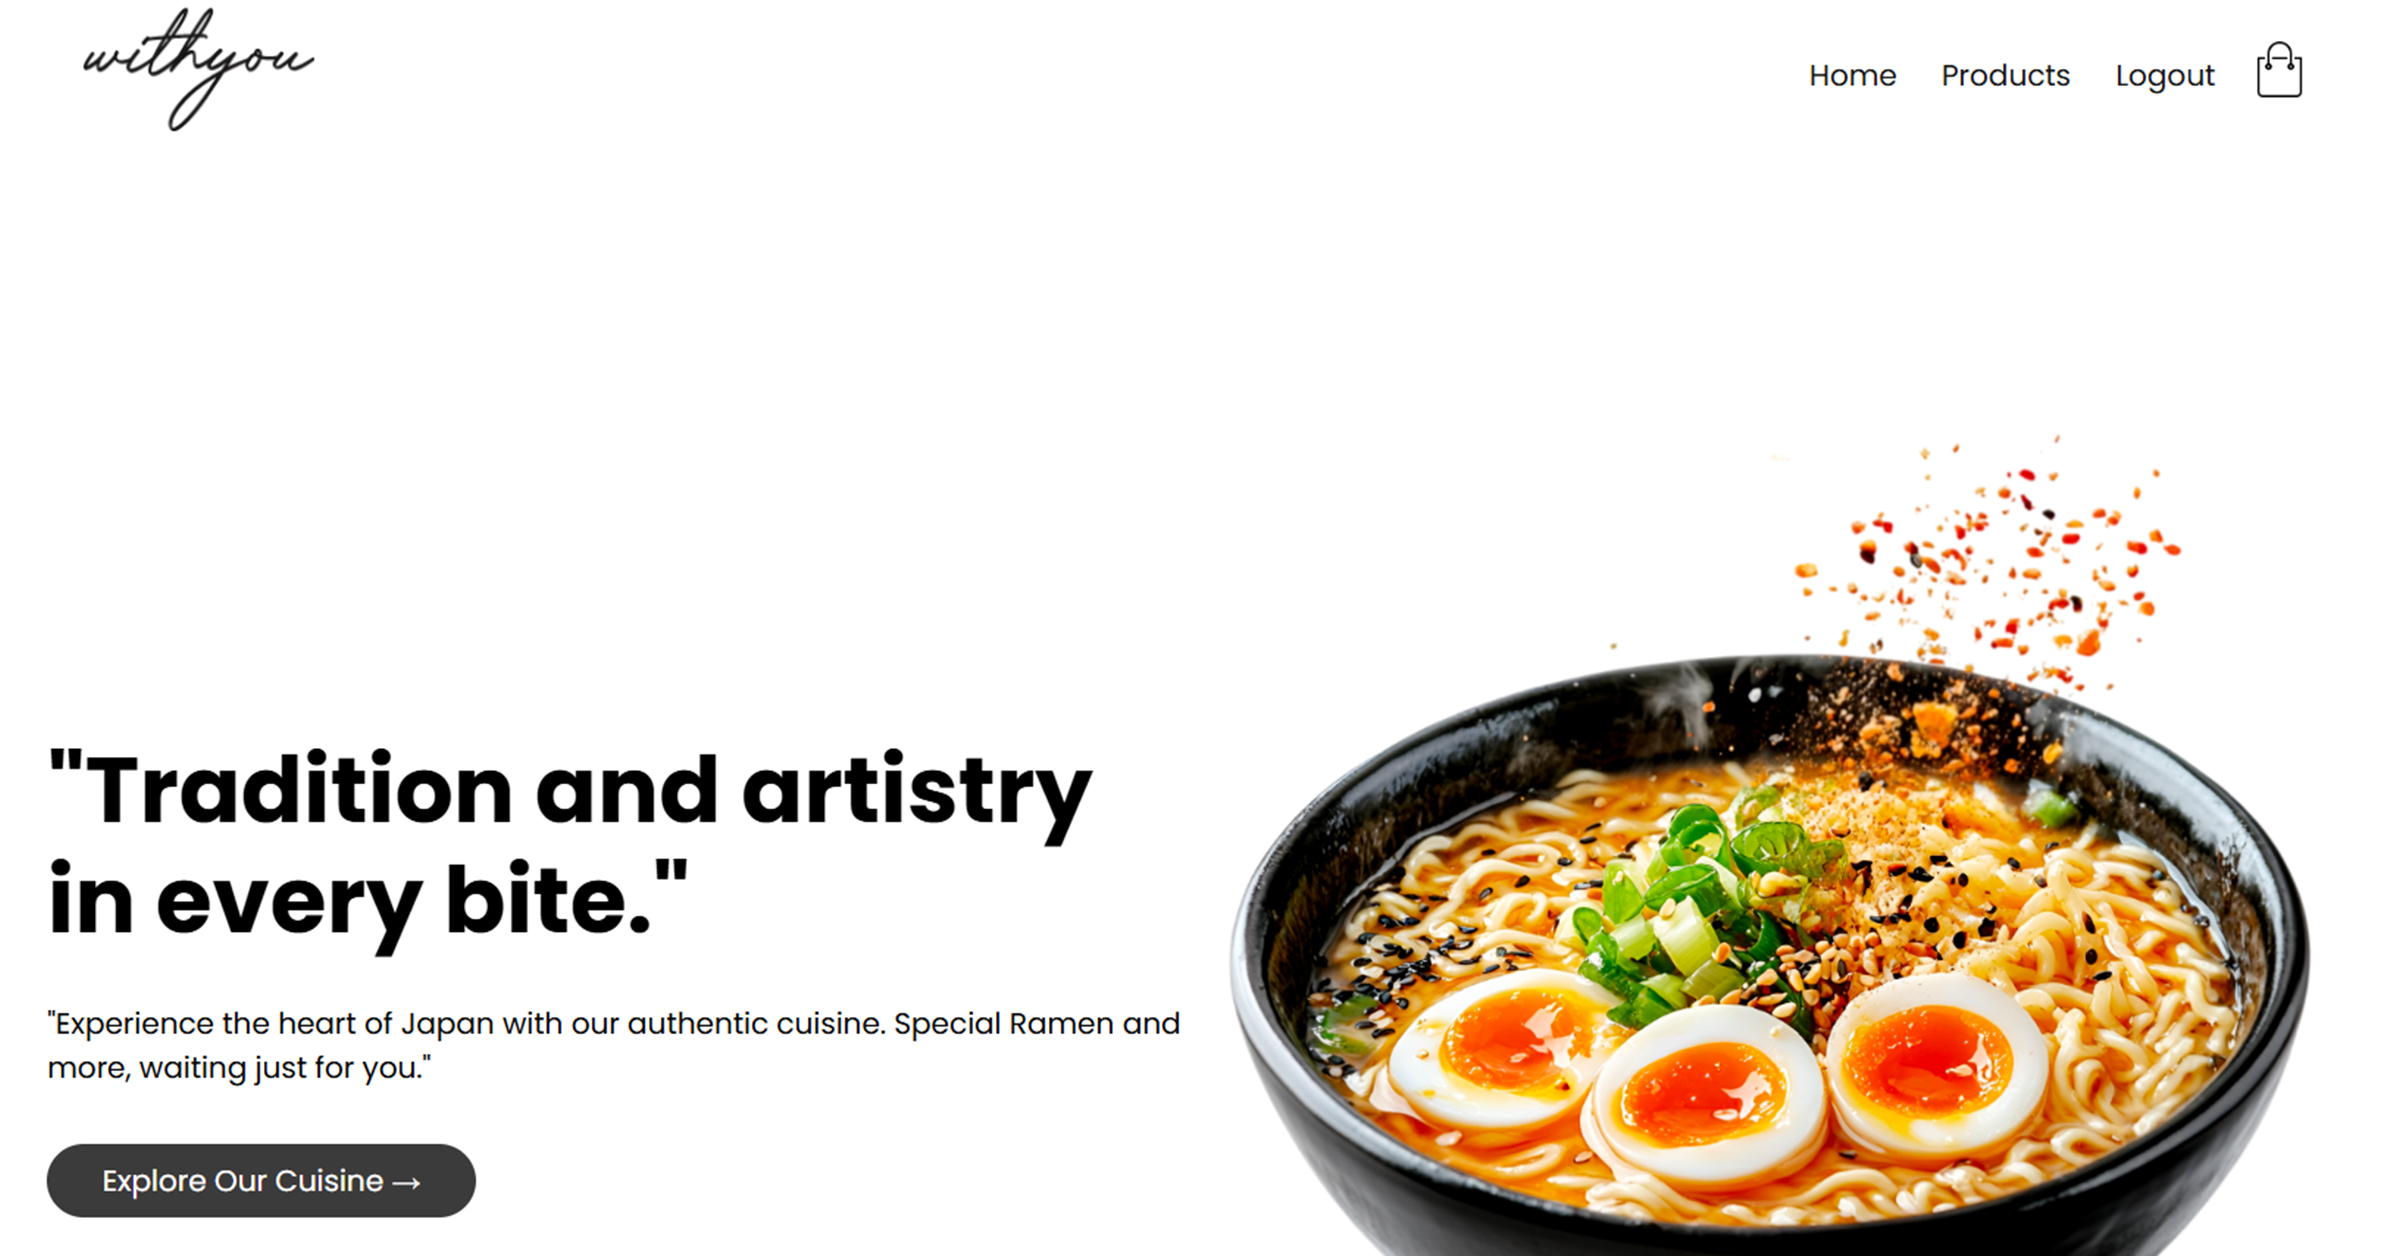 withyou
Home Products Logout
"Tradition and artistry
in every bite."
"Experience the heart of Japan with our authentic cuisine. Special Ramen and
more, waiting just for you."
Explore Our Cuisine →